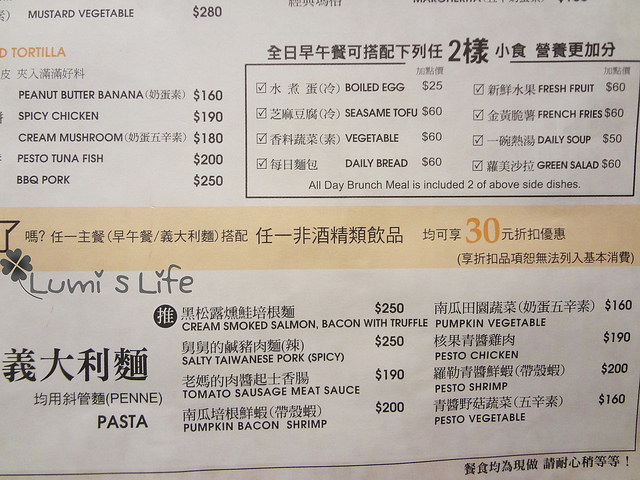 MUSTARD VEGETABLE $280
D TORTILLA
皮 夾入滿滿好料
PEANUT BUTTER BANANA(奶蛋素) $160
SPICY CHICKEN $190
CREAM MUSHROOM(奶蛋五辛素) $180
PESTO TUNA FISH $200
BBQ PORK $250
全日早午餐可搭配下列任 2樣 小食 營養更加分
加點價 加點價
☑水 煮 蛋(冷) BOILED EGG $25
☑新鮮水果 FRESH FRUIT $60
☑芝麻豆腐(冷) SEASAME TOFU $60
☑金黃脆薯 FRENCH FRIES $60
☑香料蔬菜(素) VEGETABLE $60
☑一碗熱湯 DAILY SOUP $50
☑每日麵包 DAILY BREAD $60
☑蘿美沙拉 GREEN SALAD $60
All Day Brunch Meal is included 2 of above side dishes.
了 嗎? 任一主餐(早午餐/義大利麵)搭配 任一非酒精類飲品 均可享 30元折扣優惠
(享折扣品項恕無法列入基本消費)
Lumi's Life
義大利麵
均用斜管麵(PENNE)
PASTA
推 黑松露燻鮭培根麵 $250
CREAM SMOKED SALMON, BACON WITH TRUFFLE
舅舅的鹹豬肉麵(辣) $250
SALTY TAIWANESE PORK (SPICY)
老媽的肉醬起士香腸 $190
TOMATO SAUSAGE MEAT SAUCE
南瓜培根鮮蝦(帶殼蝦) $200
PUMPKIN BACON SHRIMP
南瓜田園蔬菜(奶蛋五辛素) $160
PUMPKIN VEGETABLE
核果青醬雞肉 $190
PESTO CHICKEN
羅勒青醬鮮蝦(帶殼蝦) $200
PESTO SHRIMP
青醬野菇蔬菜(五辛素) $160
PESTO VEGETABLE
餐食均為現做 請耐心稍等等！